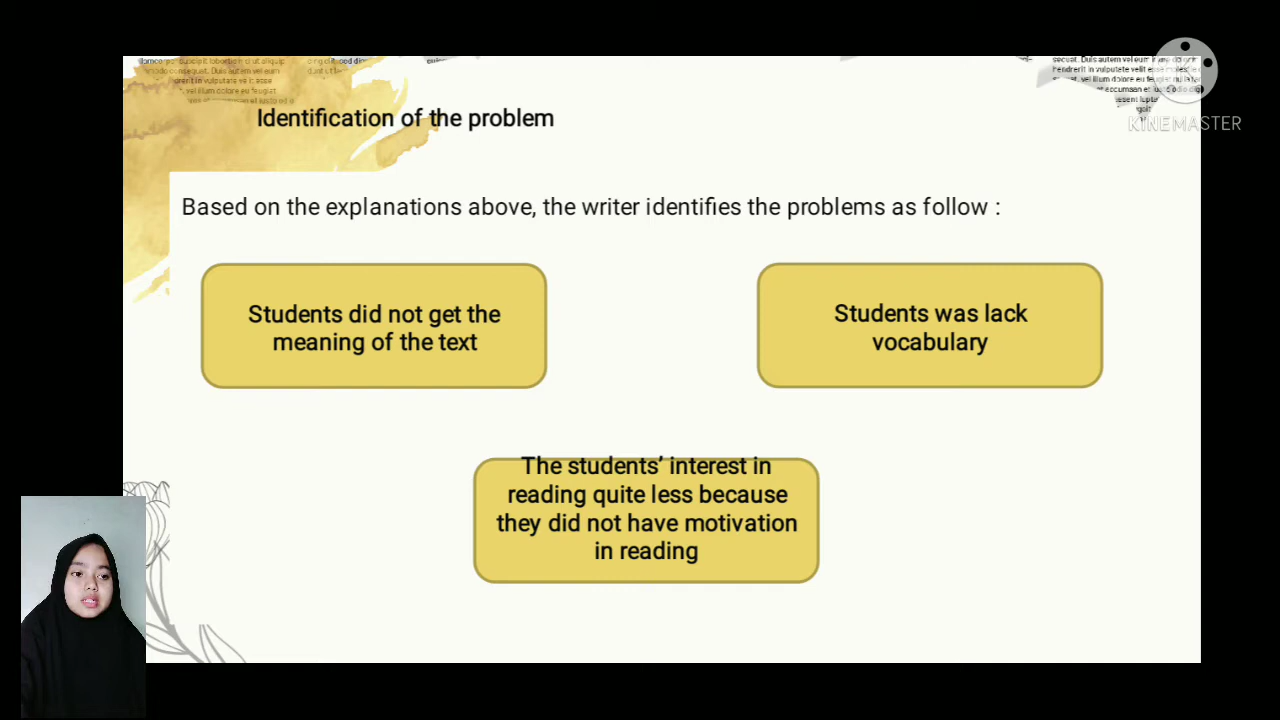 Identification of the problem
Based on the explanations above, the writer identifies the problems as follow :
Students did not get the
meaning of the text
Students was lack
vocabulary
The students’ interest in
reading quite less because
they did not have motivation
in reading
KINEMASTER